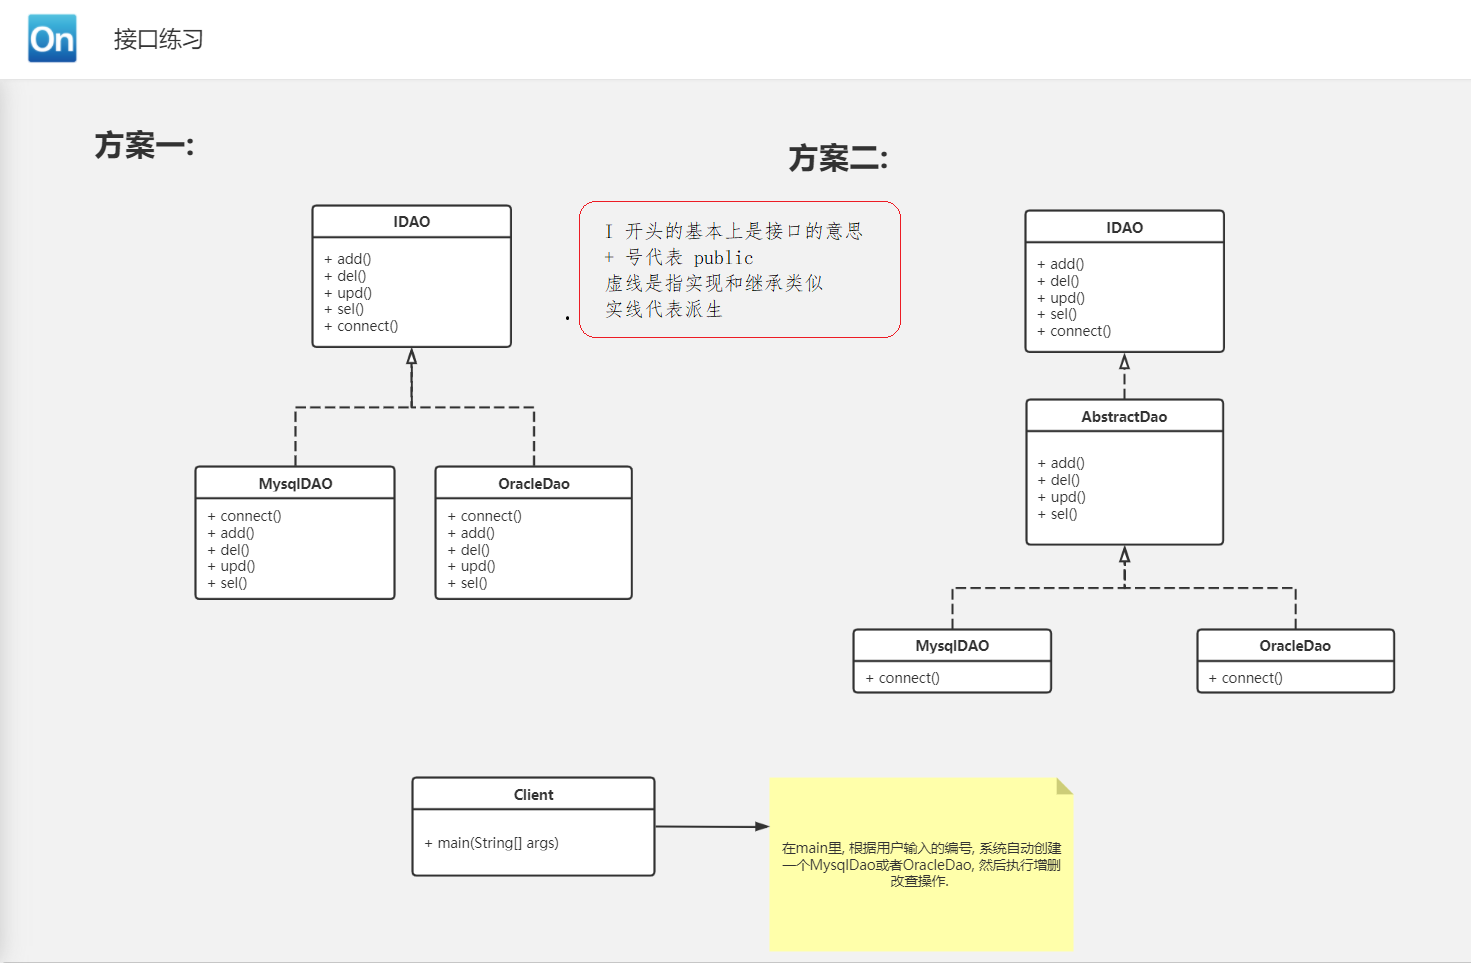 On
接口练习
方案一:
方案二:
IDAO
+ add()
+ del()
+ upd()
+ sel()
+ connect()
I 开头的基本上是接口的意思
+ 号代表 public
虚线是指实现和继承类似
实线代表派生
IDAO
+ add()
+ del()
+ upd()
+ sel()
+ connect()
AbstractDao
+ add()
+ del()
+ upd()
+ sel()
MysqlDAO
+ connect()
+ add()
+ del()
+ upd()
+ sel()
OracleDao
+ connect()
+ add()
+ del()
+ upd()
+ sel()
MysqlDAO
+ connect()
OracleDao
+ connect()
Client
+ main(String[] args)
在main里, 根据用户输入的编号, 系统自动创建
一个MysqlDao或者OracleDao, 然后执行增删
改查操作.